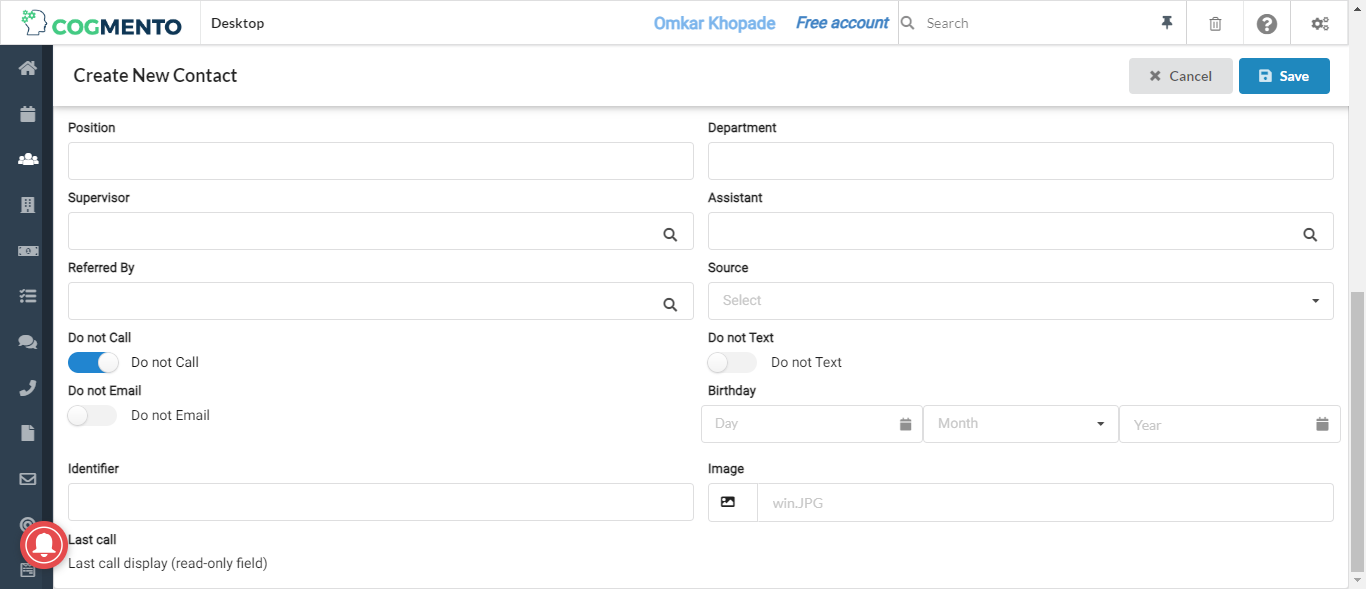 COGMENTO Desktop Omkar Khopade Free account Search
Create New Contact Cancel Save
Position Department
Supervisor Assistant
Referred By Source
Select
Do not Call Do not Text
Do not Call Do not Text
Do not Email Birthday
Do not Email Day Month Year
Identifier Image
win.JPG
Last call
Last call display (read-only field)